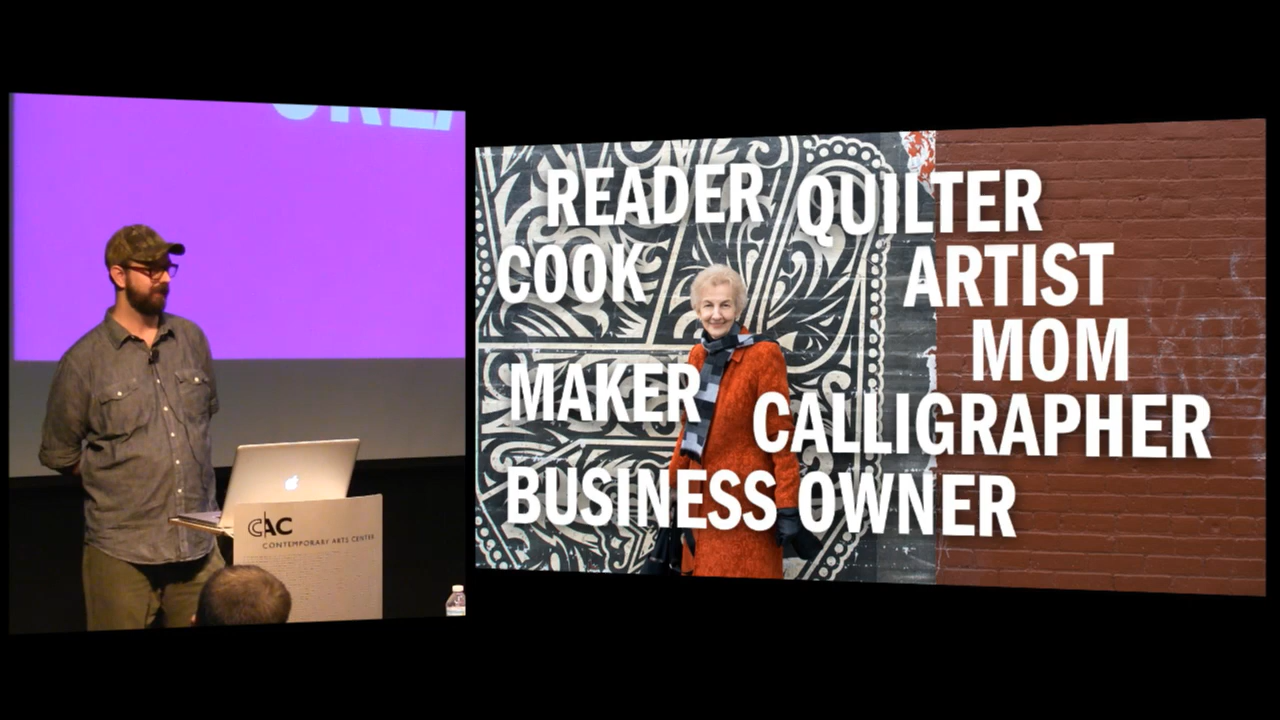 READER QUILTER
COOK
ARTIST
MOM
MAKER
CALLIGRAPHER
BUSINESS OWNER
CAC
CONTEMPORARY ARTS CENTER